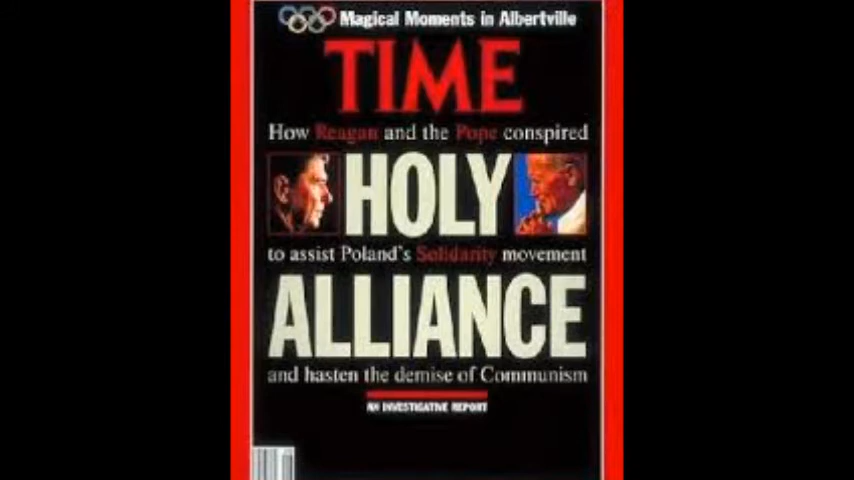 Magical Moments in Albertville
TIME
How Reagan and the Pope conspired
HOLY
to assist Poland's Solidarity movement
ALLIANCE
and hasten the demise of Communism
AN INVESTIGATIVE REPORT